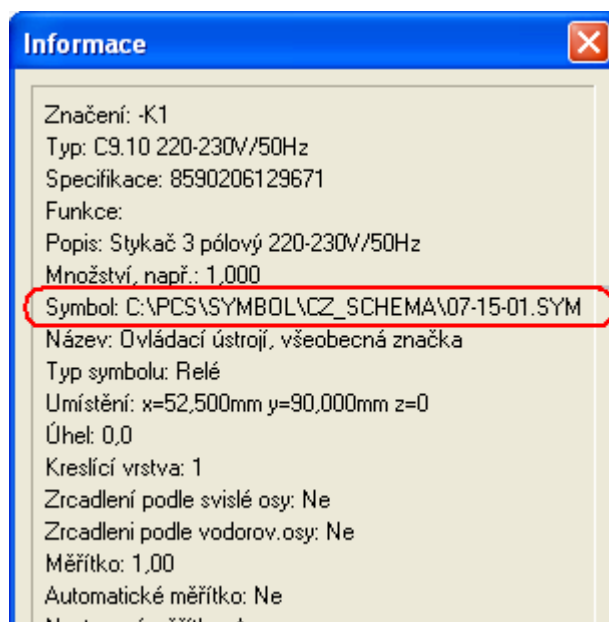 Informace
Značení: -K1
Typ: C9.10 220-230V/50Hz
Specifikace: 8590206129671
Funkce:
Popis: Stykač 3 pólový 220-230V/50Hz
Množství, např.: 1,000
Symbol: C:\PCS\SYMBOL\CZ_SCHEMA\07-15-01.SYM
Název: Ovládací ústrojí, všeobecná značka
Typ symbolu: Relé
Umístění: x=52,500mm y=90,000mm z=0
Úhel: 0,0
Kreslící vrstva: 1
Zrcadlení podle svislé osy: Ne
Zrcadleni podle vodorov.osy: Ne
Měřítko: 1,00
Automatické měřítko: Ne